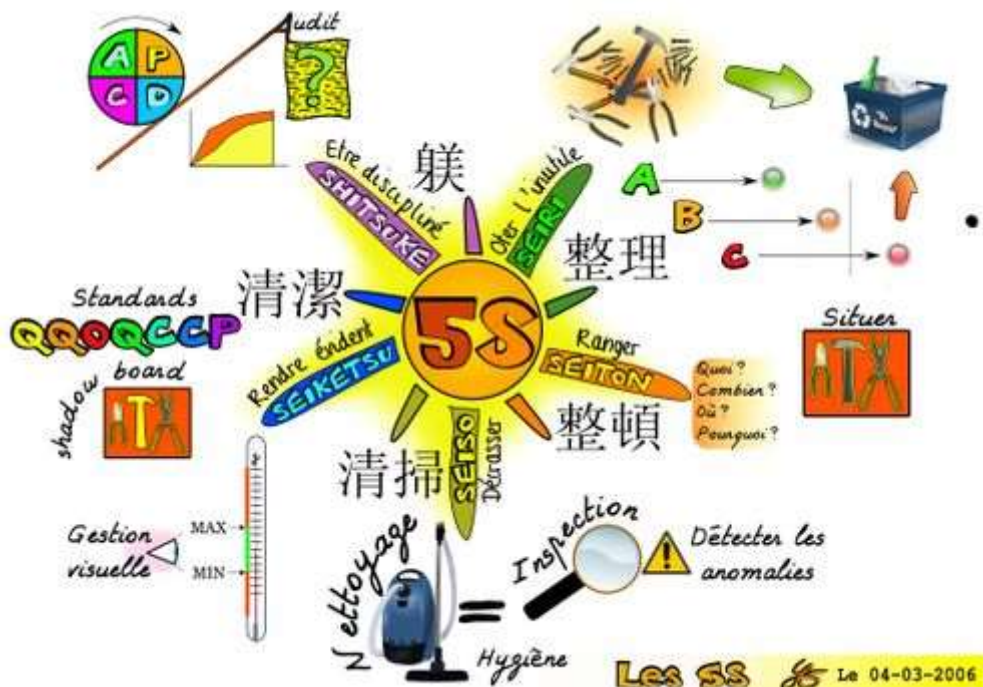 Audit
A P
C D
?
躾
Etre discipliné
SHITSUKE
Oter l'inutile
SEIRI
整理
A
B
C
5S
清潔
Standards
QQOQCCP
Rendre évident
SEIKETSU
shadow board
Ranger
SEITON
整頓
Quoi ?
Combien ?
Où ?
Pourquoi ?
Situer
清掃
SEISO
Décrasser
Gestion
visuelle
MAX
MIN
Nettoyage
=
Hygiène
Inspection
!
Détecter les
anomalies
Les 5S
Le 04-03-2006